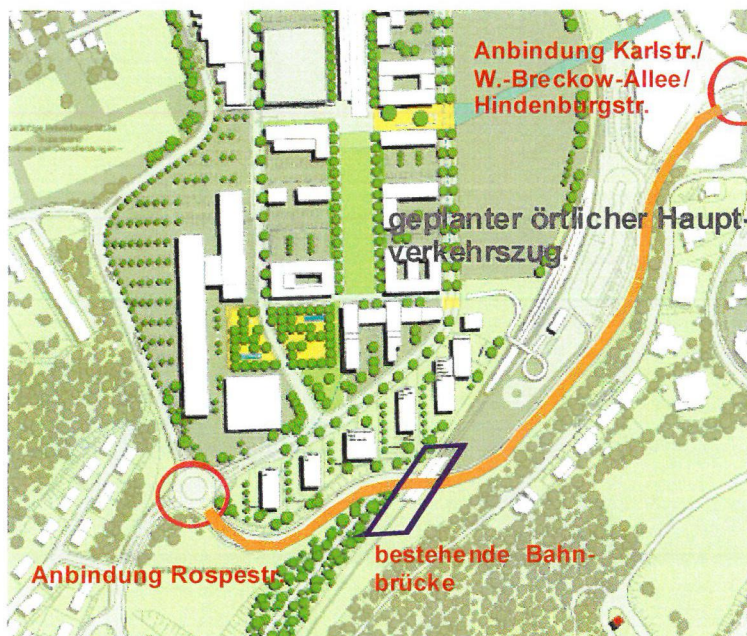 Anbindung Karlstr./
W.-Breckow-Allee/
Hindenburgstr.
geplanter örtlicher Haupt-
verkehrszug
Anbindung Rospestr.
bestehende Bahn-
brücke